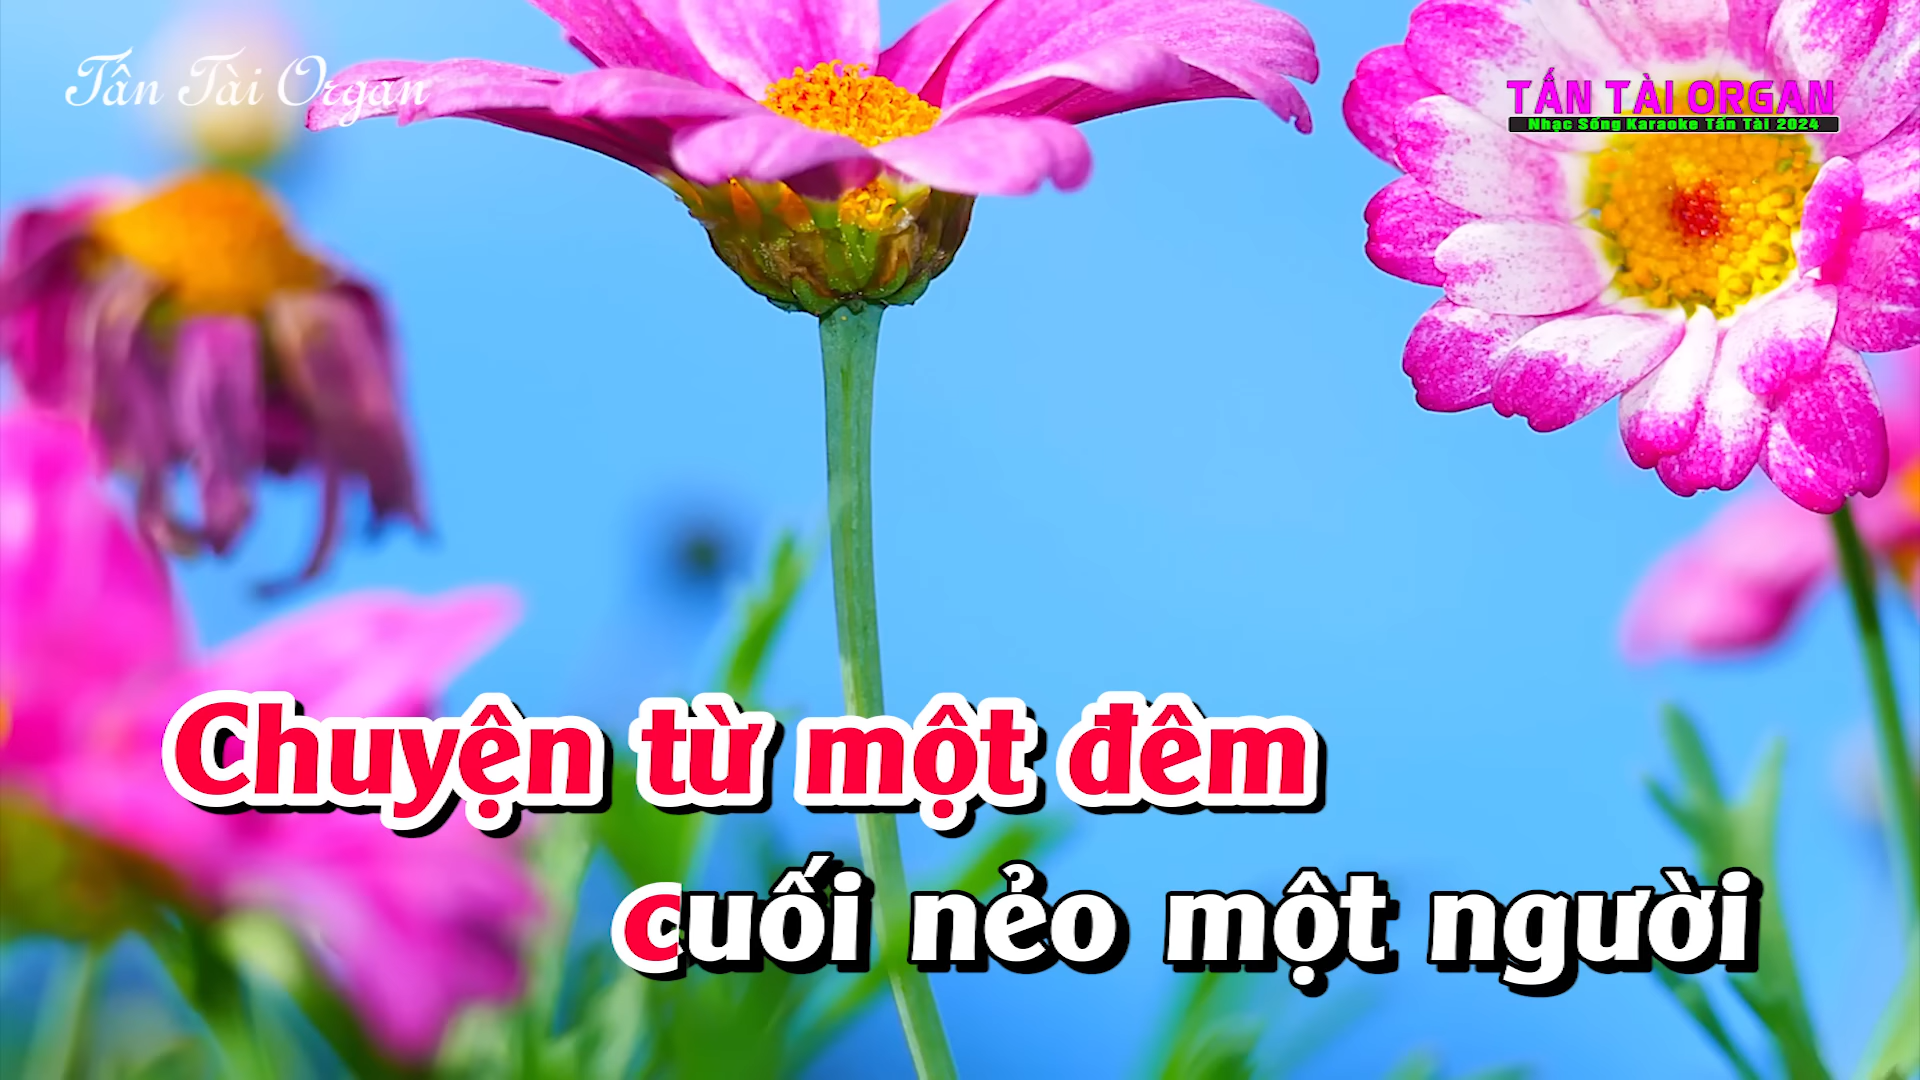 Tấn Tài Organ
TẤN TÀI ORGAN
Nhạc Sống Karaoke Tấn Tài 2024
Chuyện từ một đêm
cuối nẻo một người